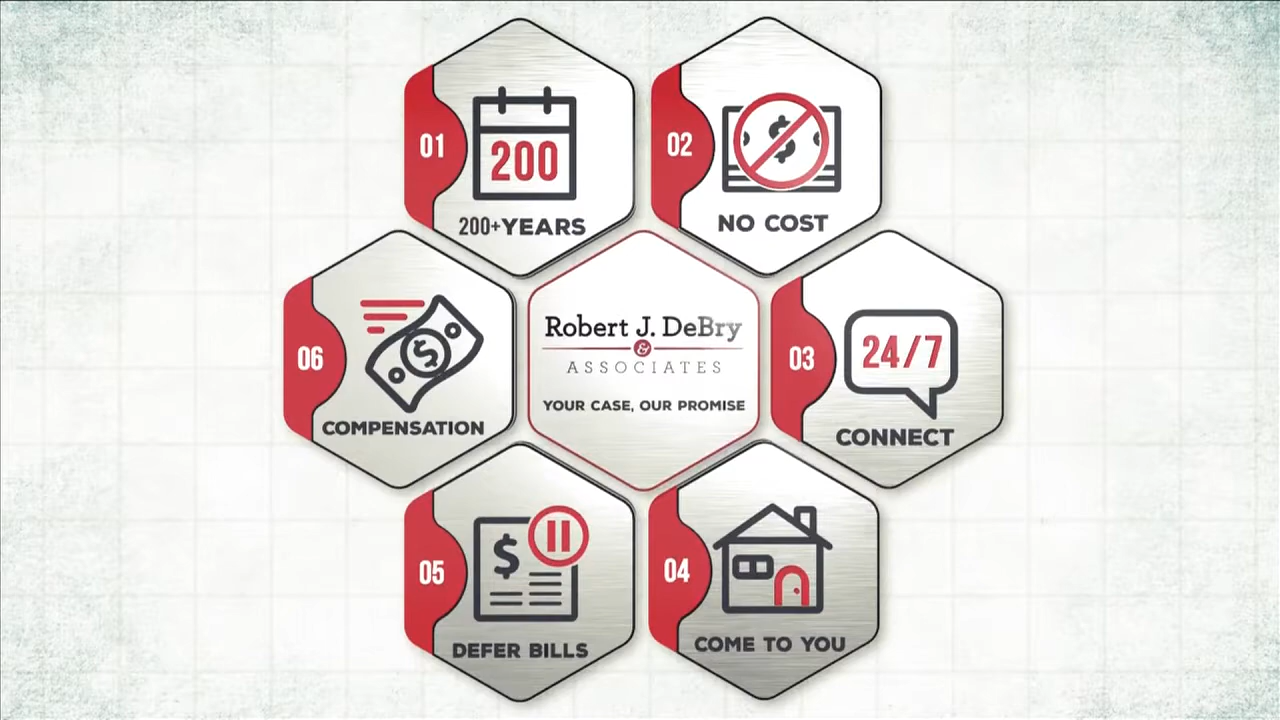 01
200
200+YEARS
02
$
NO COST
06
$
COMPENSATION
Robert J. DeBry
&
ASSOCIATES
YOUR CASE, OUR PROMISE
03
24/7
CONNECT
05
$
DEFER BILLS
04
COME TO YOU